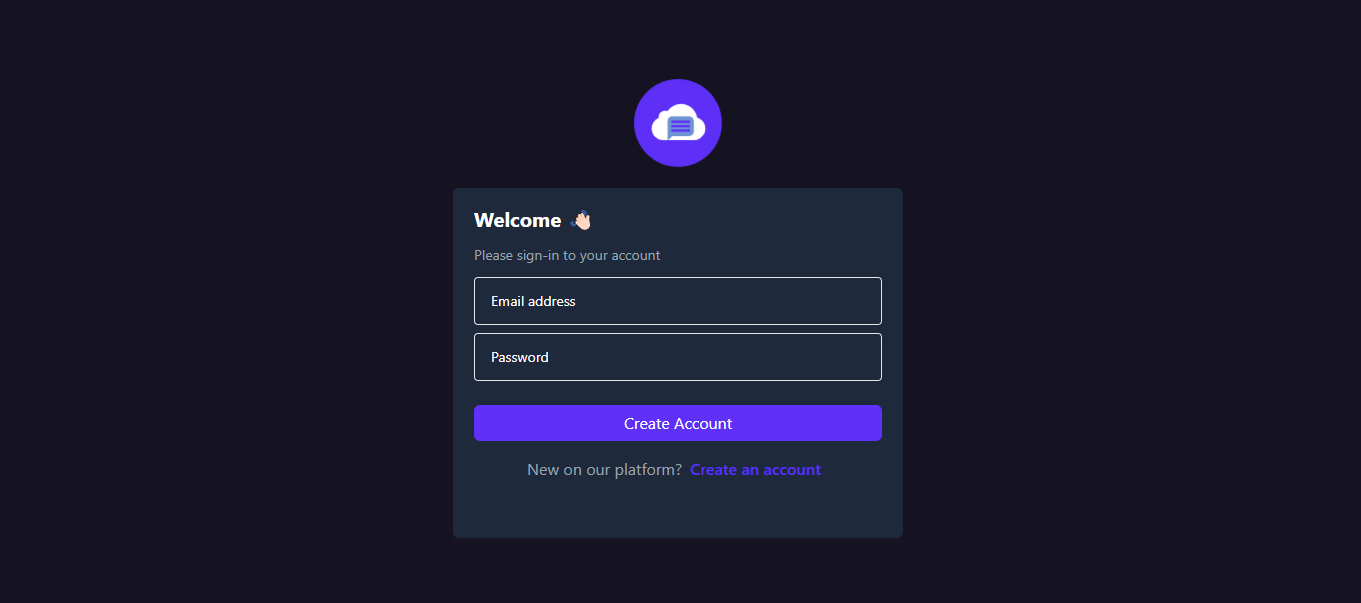 Welcome 👋🏻
Please sign-in to your account
Email address
Password
Create Account
New on our platform? Create an account